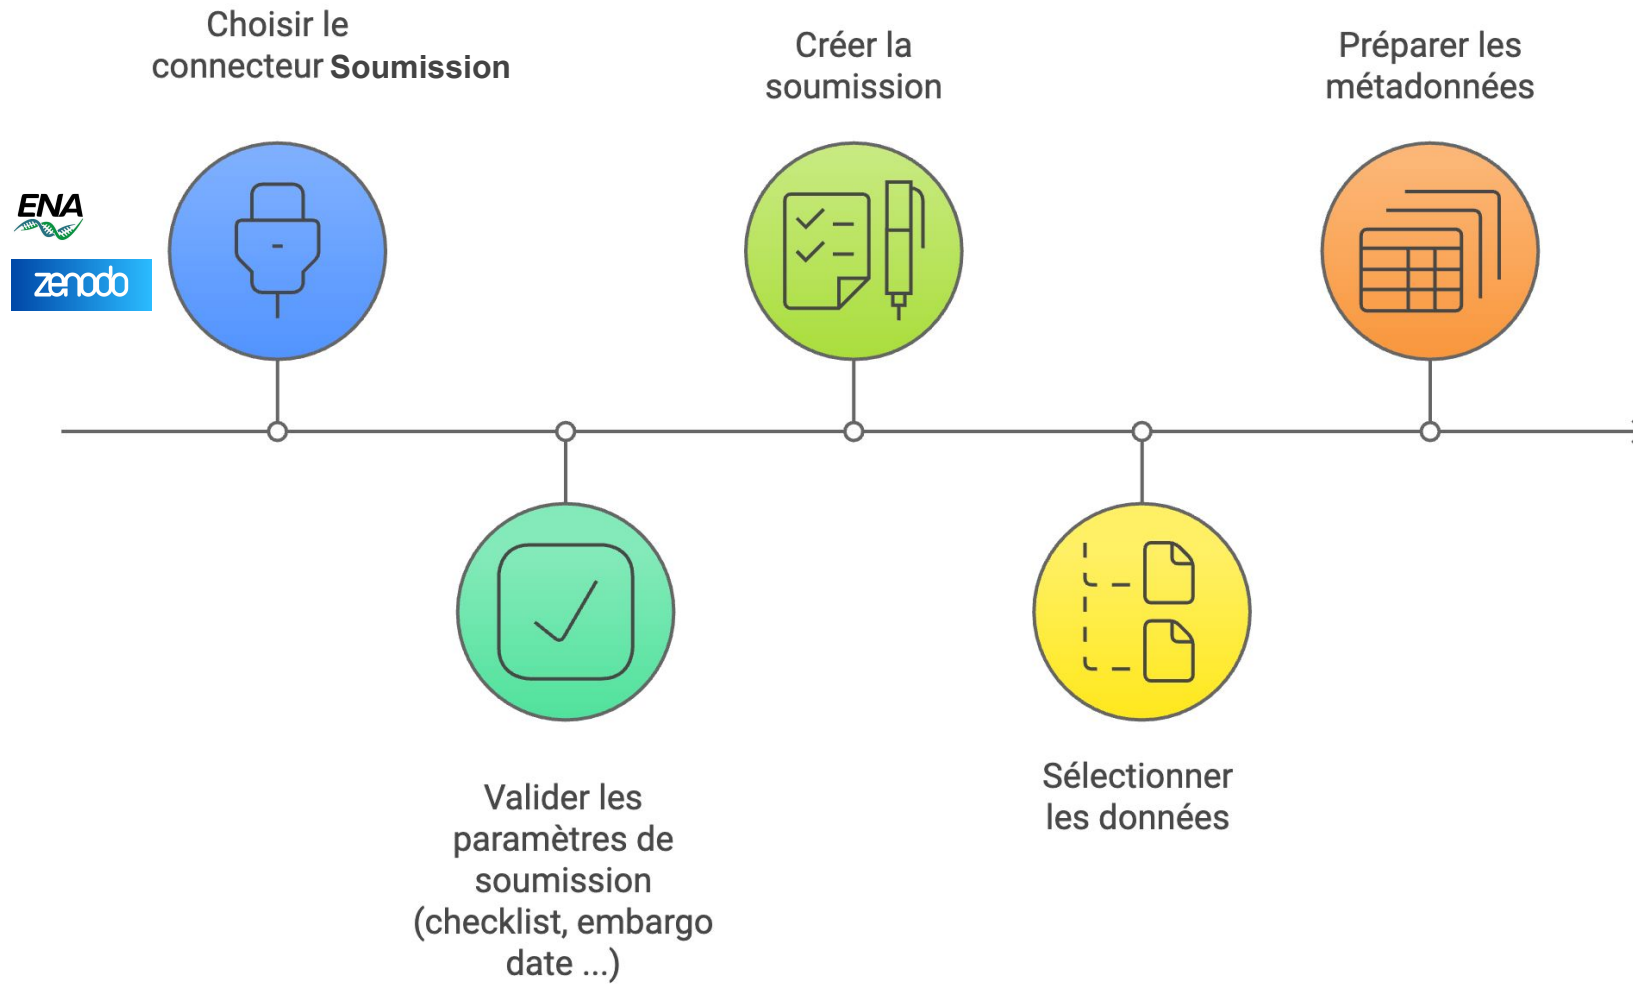 Choisir le
connecteur Soumission
ENA
zenodo
Valider les
paramètres de
soumission
(checklist, embargo
date ...)
Créer la
soumission
Sélectionner
les données
Préparer les
métadonnées